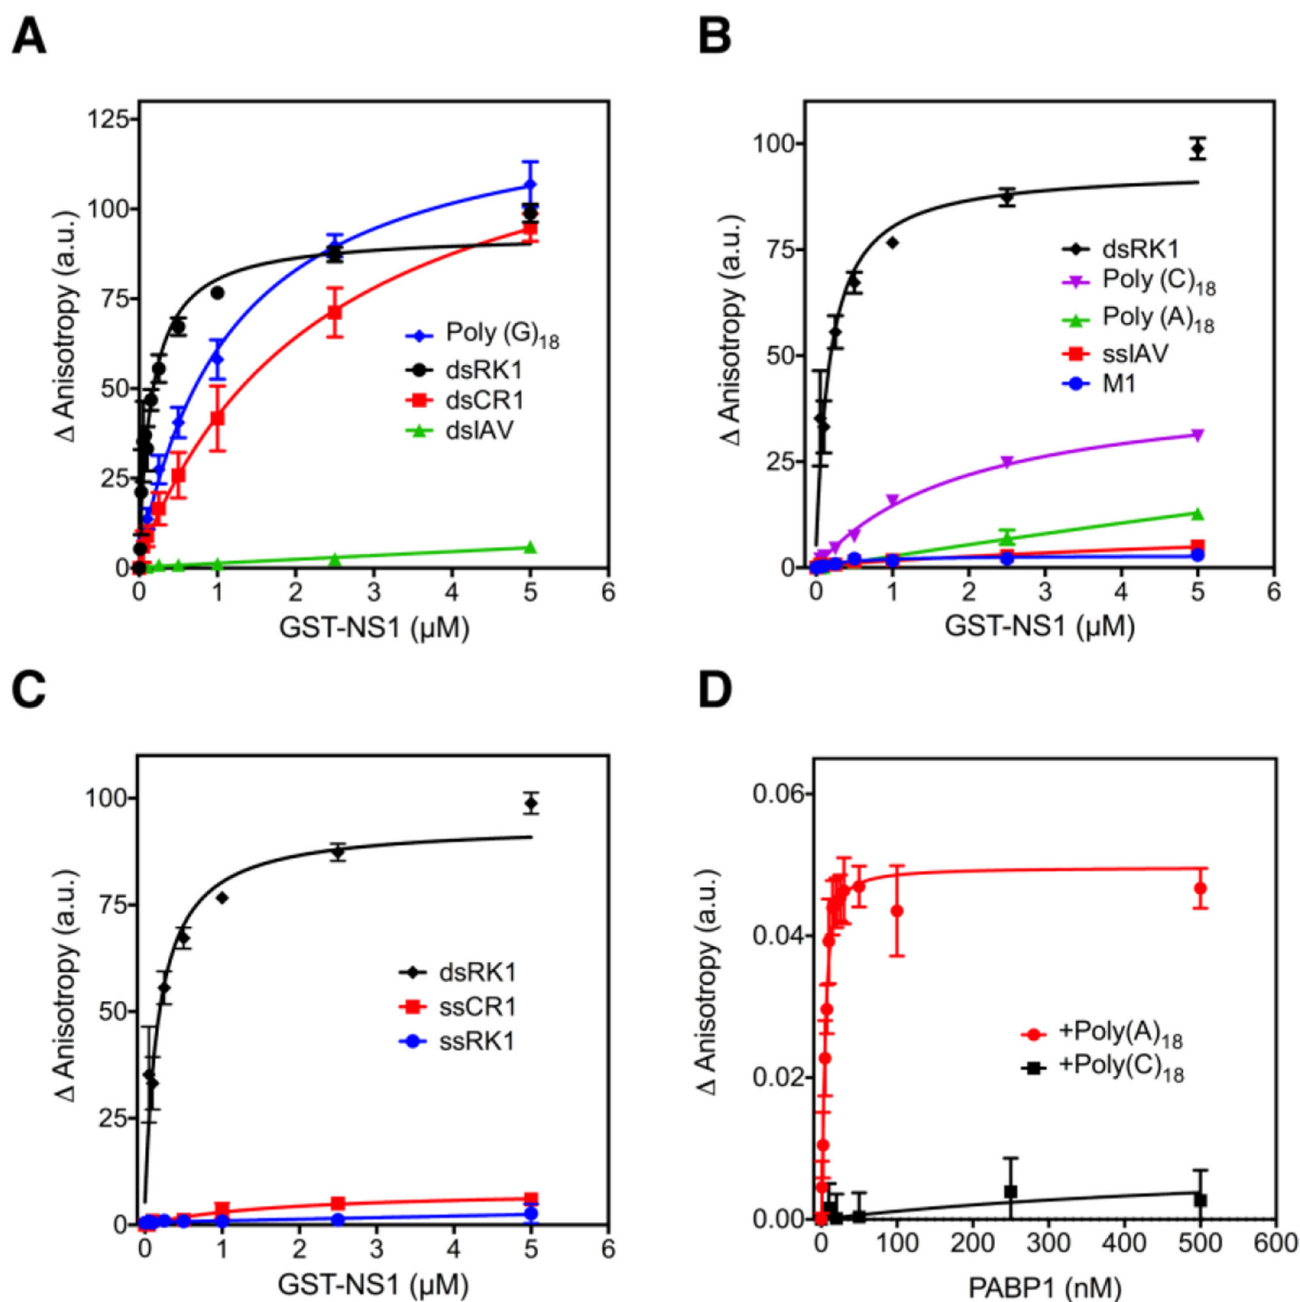 A
Δ Anisotropy (a.u.)
125
100
75
50
25
0
0 1 2 3 4 5 6
GST-NS1 (µM)
Poly (G)18
dsRK1
dsCR1
dsIAV
B
Δ Anisotropy (a.u.)
100
75
50
25
0
0 1 2 3 4 5 6
GST-NS1 (µM)
dsRK1
Poly (C)18
Poly (A)18
ssIAV
M1
C
Δ Anisotropy (a.u.)
100
75
50
25
0
0 1 2 3 4 5 6
GST-NS1 (µM)
dsRK1
ssCR1
ssRK1
D
Δ Anisotropy (a.u.)
0.06
0.04
0.02
0.00
0 100 200 300 400 500 600
PABP1 (nM)
+Poly(A)18
+Poly(C)18